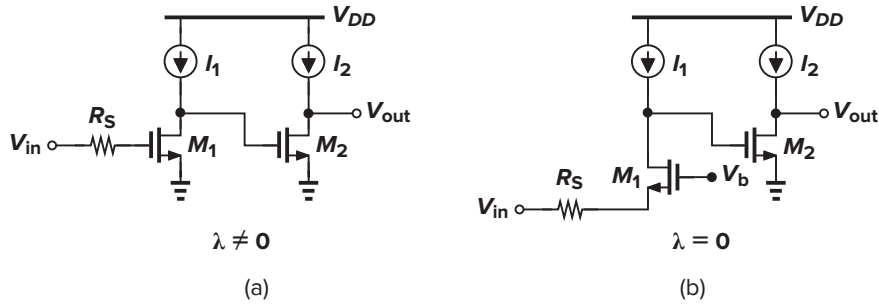 V_DD
I_1
I_2
V_out
R_S
V_in
M_1
M_2
λ ≠ 0
(a)
V_DD
I_1
I_2
V_out
M_2
M_1
V_b
R_S
V_in
λ = 0
(b)